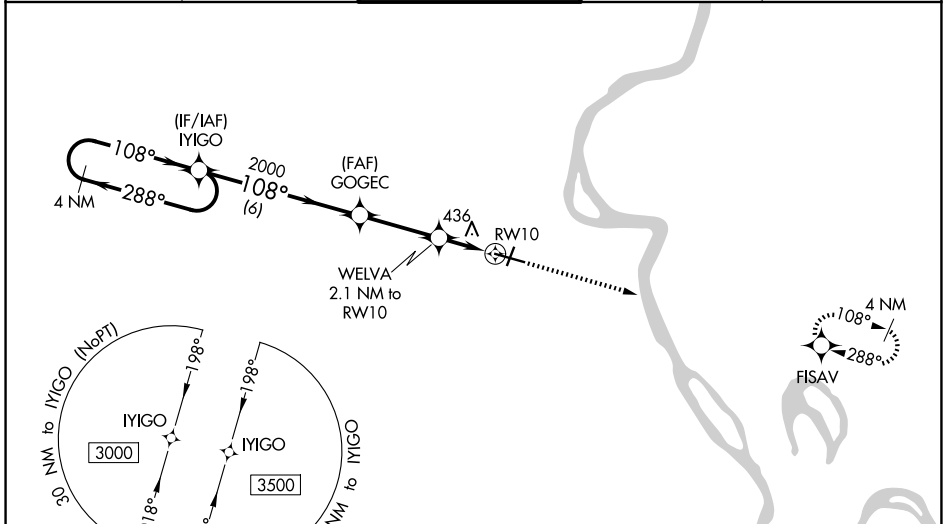 (IF/IAF)
IYIGO
108°
288°
4 NM
2000
108°
(6)
(FAF)
GOGEC
436
RW10
WELVA
2.1 NM to
RW10
4 NM
108°
288°
FISAV
30 NM to IYIGO (NoPT)
198°
198°
IYIGO
IYIGO
3000
3500
NM to IYIGO